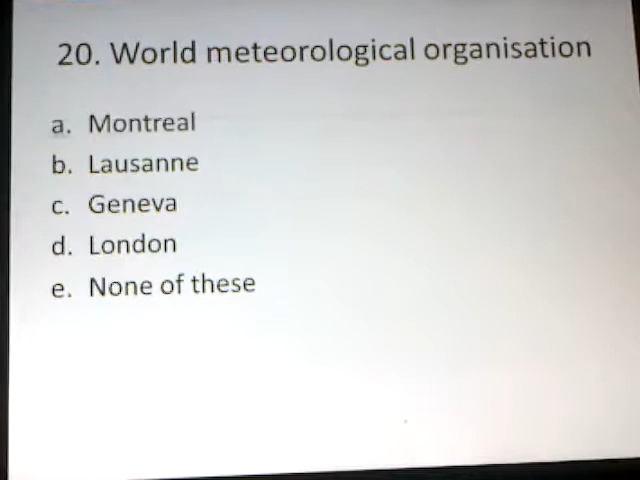 20. World meteorological organisation
a. Montreal
b. Lausanne
c. Geneva
d. London
e. None of these